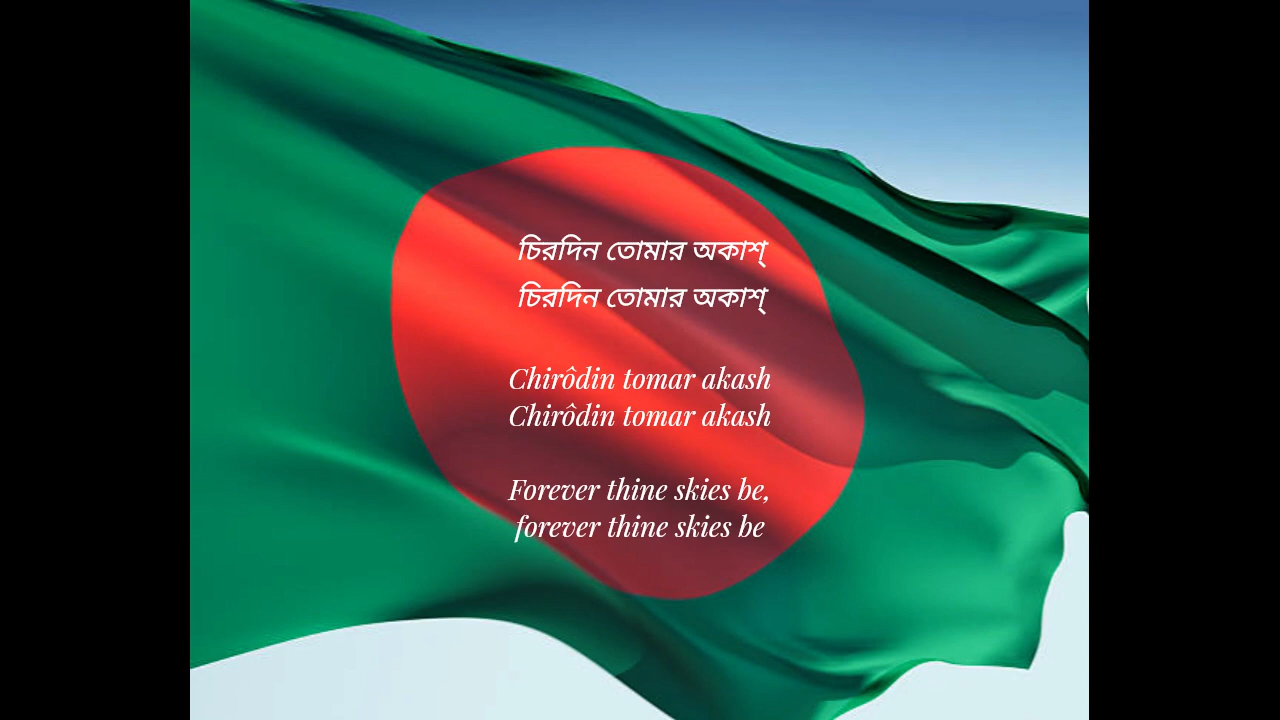 চিরদিন তোমার অকাশ্
চিরদিন তোমার অকাশ্
Chirôdin tomar akash
Chirôdin tomar akash
Forever thine skies be,
forever thine skies be